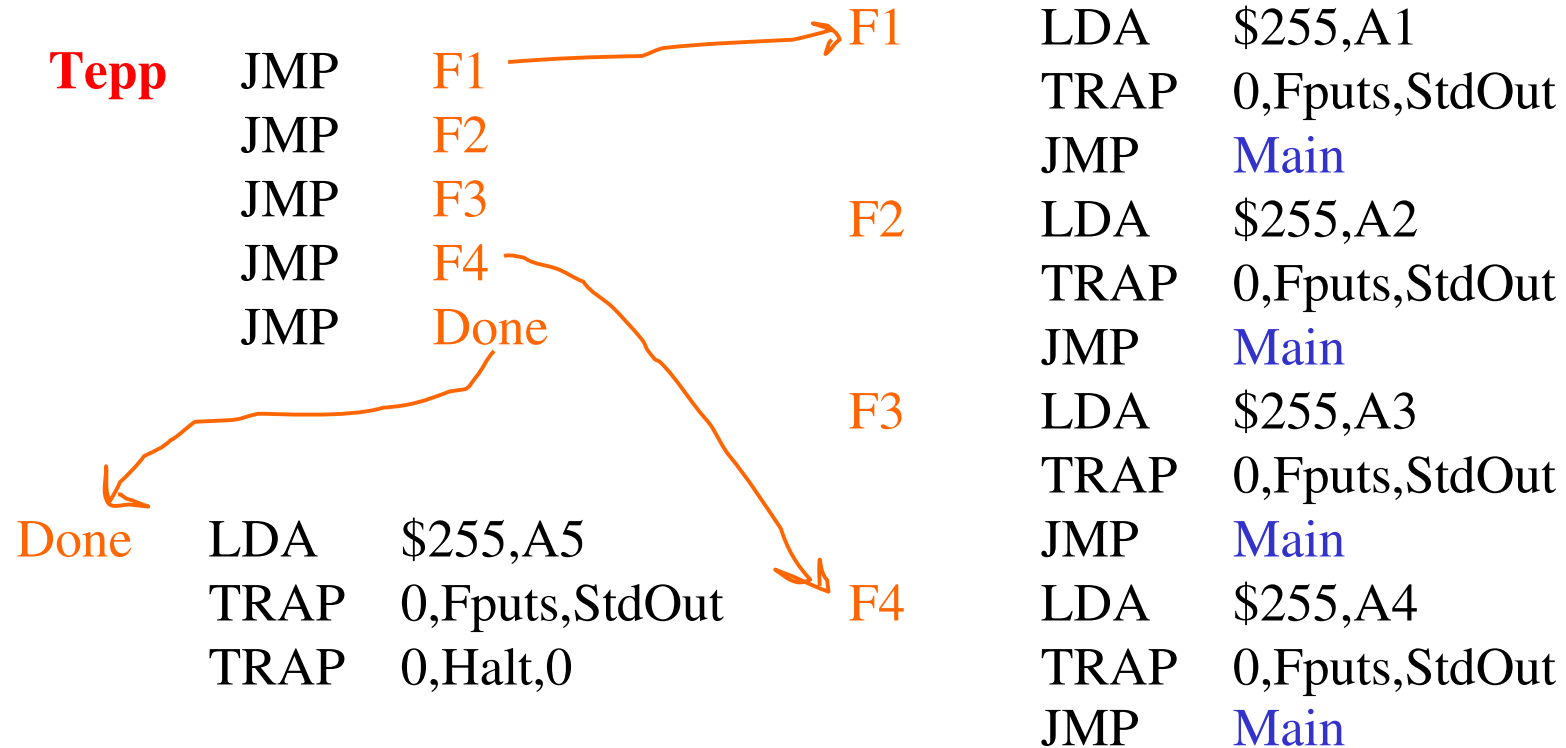 Tepp JMP F1
JMP F2
JMP F3
JMP F4
JMP Done
Done LDA $255,A5
TRAP 0,Fputs,StdOut
TRAP 0,Halt,0
F1 LDA $255,A1
TRAP 0,Fputs,StdOut
JMP Main
F2 LDA $255,A2
TRAP 0,Fputs,StdOut
JMP Main
F3 LDA $255,A3
TRAP 0,Fputs,StdOut
JMP Main
F4 LDA $255,A4
TRAP 0,Fputs,StdOut
JMP Main